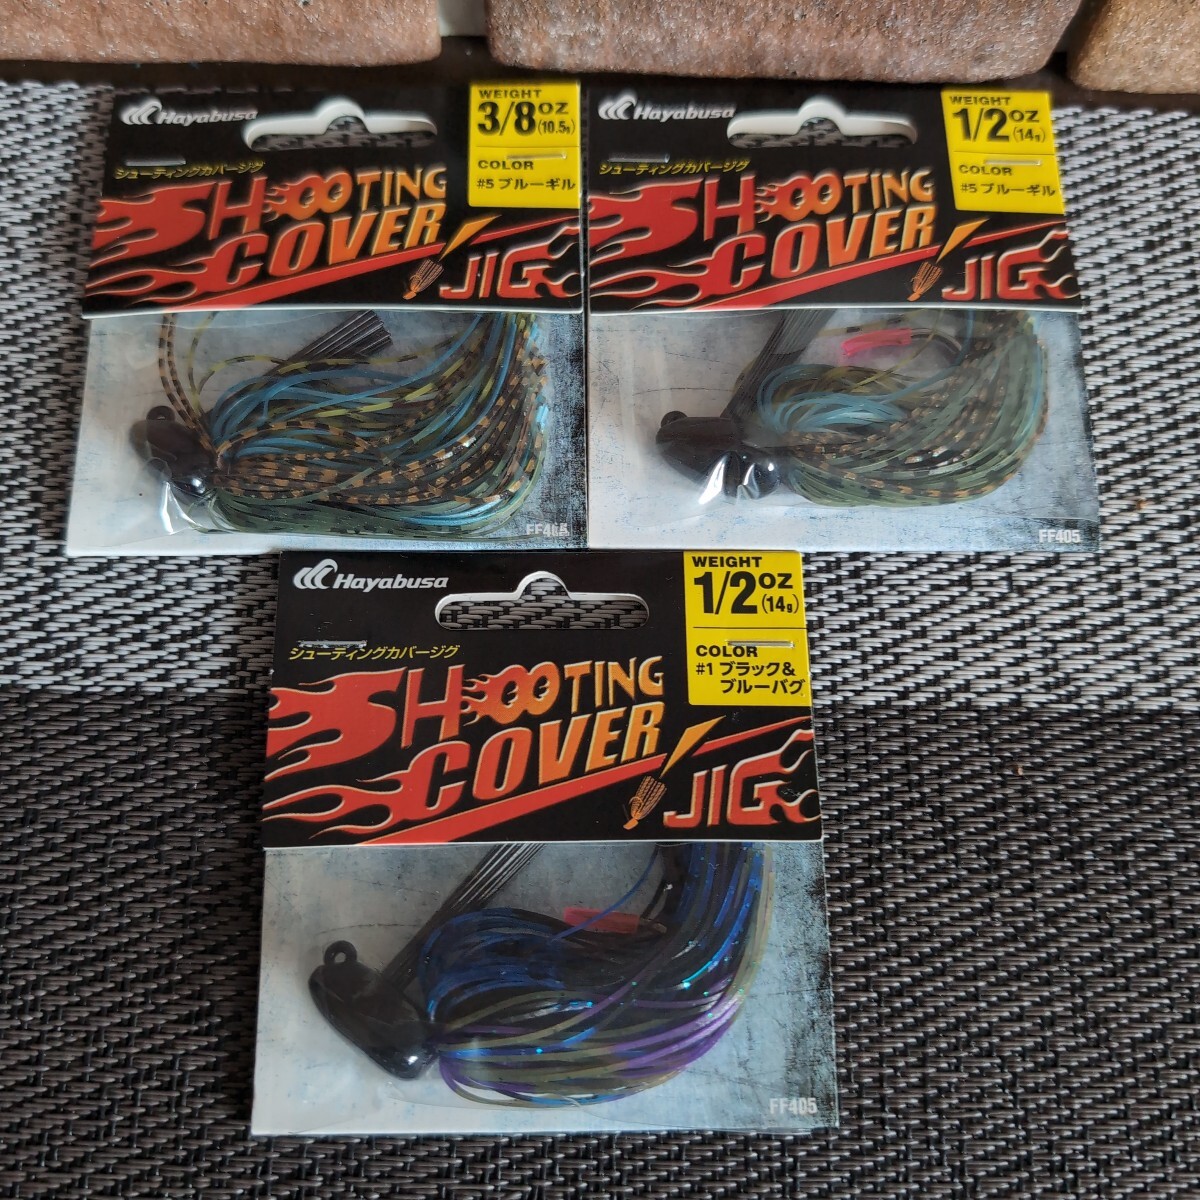 Hayabusa
WEIGHT
3/8OZ
(10.5g)
COLOR
#5 ブルーギル
シューティングカバージグ
SHOOTING
COVER
JIG
FF405
Hayabusa
WEIGHT
1/2OZ
(14g)
COLOR
#5 ブルーギル
シューティングカバージグ
SHOOTING
COVER
JIG
FF405
Hayabusa
WEIGHT
1/2OZ
(14g)
COLOR
#1 ブラック&
ブルーバグ
シューティングカバージグ
SHOOTING
COVER
JIG
FF405